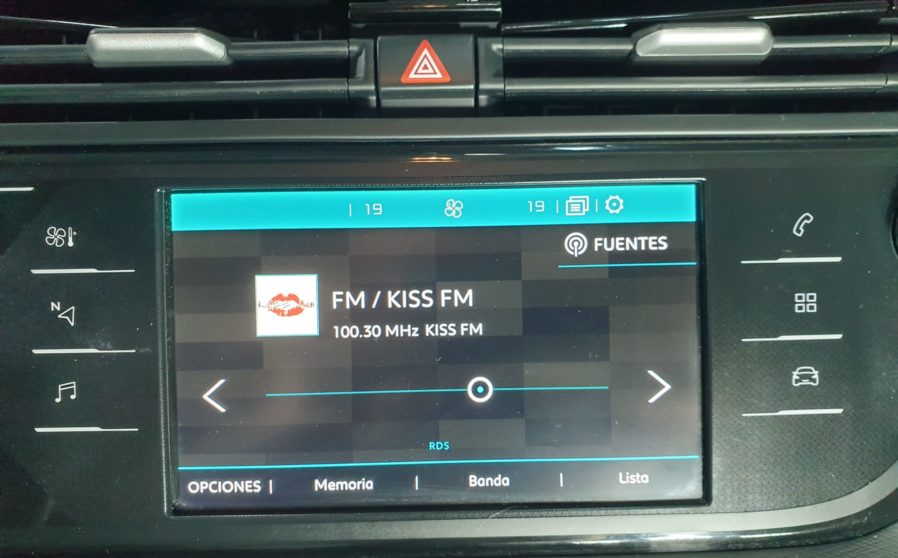 19 19
FUENTES
N
FM / KISS FM
100.30 MHz KISS FM
RDS
OPCIONES | Memoria | Banda | Lista